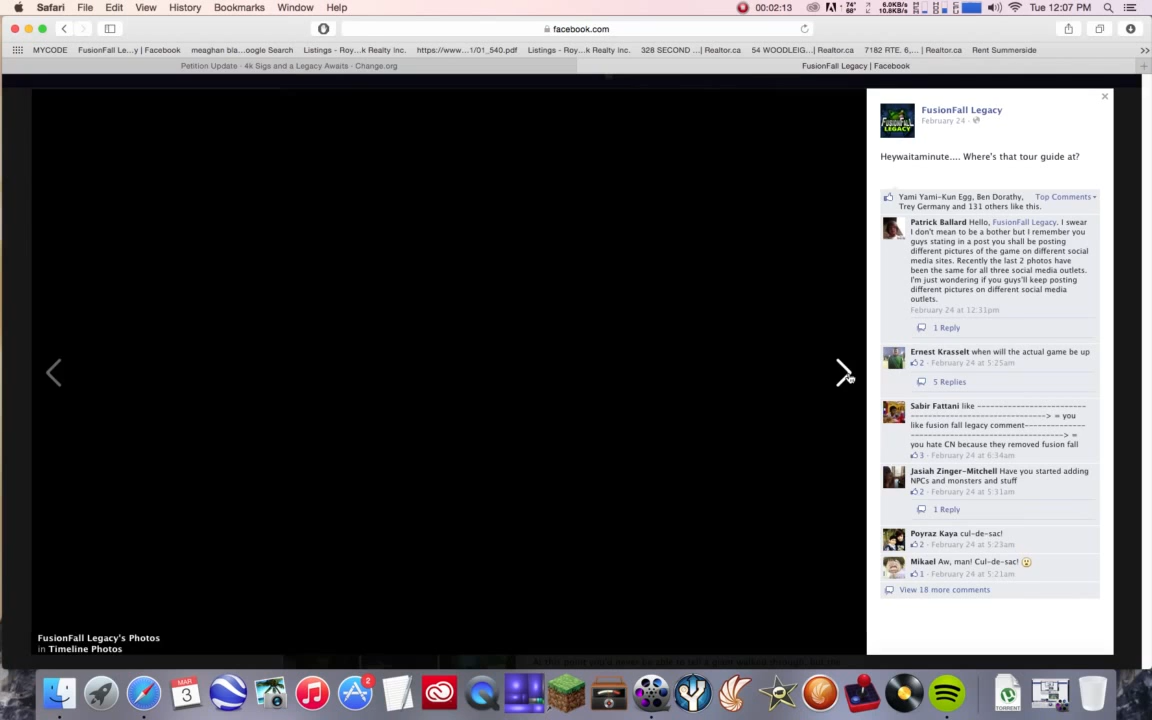 Safari File Edit View History Bookmarks Window Help 00:02:13 74° 68° 6.0KB/s 10.8KB/s Tue 12:07 PM
facebook.com
MYCODE FusionFall Le...y | Facebook meaghan bla...oogle Search Listings - Roy...k Realty Inc. https://www...1/01_540.pdf Listings - Roy...k Realty Inc. 328 SECOND ...| Realtor.ca 54 WOODLEIG...| Realtor.ca 7182 RTE. 6,... | Realtor.ca Rent Summerside
Petition Update · 4k Sigs and a Legacy Awaits · Change.org FusionFall Legacy | Facebook
FusionFall Legacy
February 24 ·
Heywaitaminute.... Where's that tour guide at?
Yami Yami-Kun Egg, Ben Dorathy, Top Comments
Trey Germany and 131 others like this.
Patrick Ballard Hello, FusionFall Legacy. I swear
I don't mean to be a bother but I remember you
guys stating in a post you shall be posting
different pictures of the game on different social
media sites. Recently the last 2 photos have
been the same for all three social media outlets.
I'm just wondering if you guys'll keep posting
different pictures on different social media
outlets.
February 24 at 12:31pm
1 Reply
Ernest Krasselt when will the actual game be up
2 · February 24 at 5:25am
5 Replies
Sabir Fattani like --------------------------
--------------------------------> = you
like fusion fall legacy comment--------------
------------------------------------> =
you hate CN because they removed fusion fall
3 · February 24 at 6:34am
Jasiah Zinger-Mitchell Have you started adding
NPCs and monsters and stuff
2 · February 24 at 5:31am
1 Reply
Poyraz Kaya cul-de-sac!
2 · February 24 at 5:23am
Mikael Aw, man! Cul-de-sac!
1 · February 24 at 5:21am
View 18 more comments
FusionFall Legacy's Photos
in Timeline Photos
MAR
3
2
TORRENT